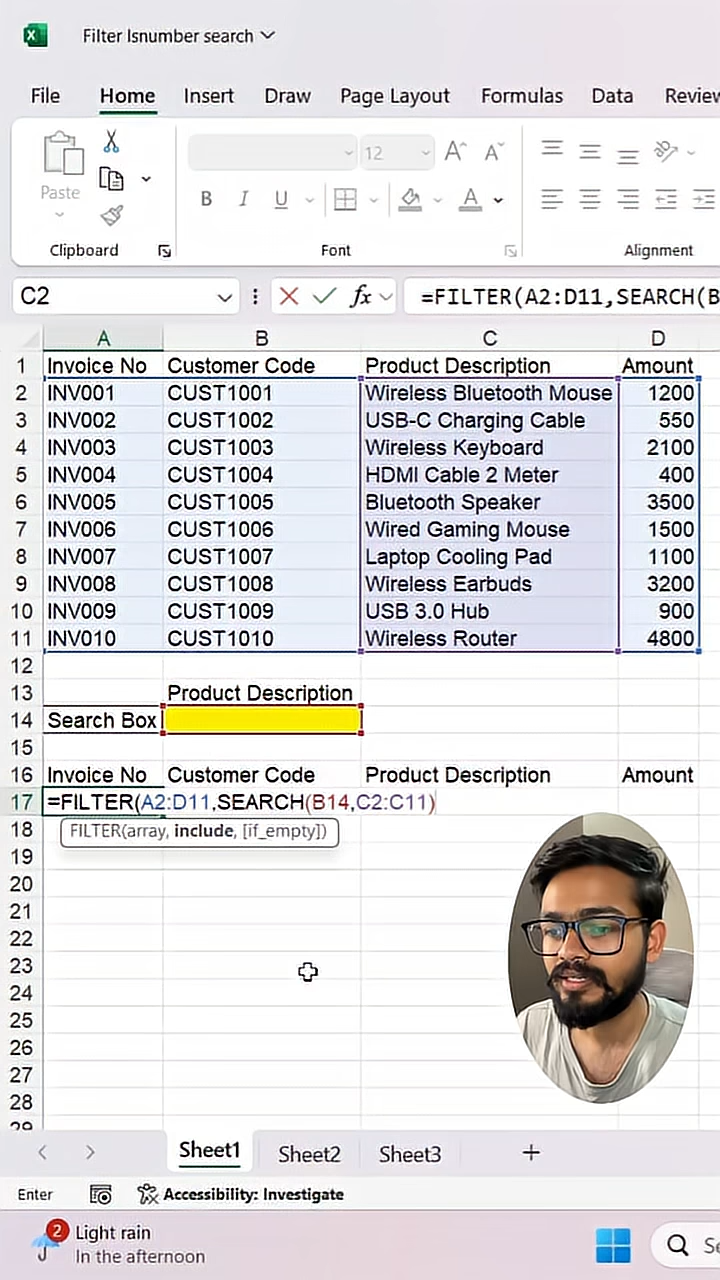 Filter Isnumber search
File Home Insert Draw Page Layout Formulas Data Review
12 A A
Paste B I U A
Clipboard Font Alignment
C2 fx =FILTER(A2:D11,SEARCH(B
A B C D
1 Invoice No Customer Code Product Description Amount
2 INV001 CUST1001 Wireless Bluetooth Mouse 1200
3 INV002 CUST1002 USB-C Charging Cable 550
4 INV003 CUST1003 Wireless Keyboard 2100
5 INV004 CUST1004 HDMI Cable 2 Meter 400
6 INV005 CUST1005 Bluetooth Speaker 3500
7 INV006 CUST1006 Wired Gaming Mouse 1500
8 INV007 CUST1007 Laptop Cooling Pad 1100
9 INV008 CUST1008 Wireless Earbuds 3200
10 INV009 CUST1009 USB 3.0 Hub 900
11 INV010 CUST1010 Wireless Router 4800
12
13 Product Description
14 Search Box
15
16 Invoice No Customer Code Product Description Amount
17 =FILTER(A2:D11,SEARCH(B14,C2:C11)
18 FILTER(array, include, [if_empty])
19
20
21
22
23
24
25
26
27
28
29
Sheet1 Sheet2 Sheet3 +
Enter Accessibility: Investigate
2 Light rain
In the afternoon Se